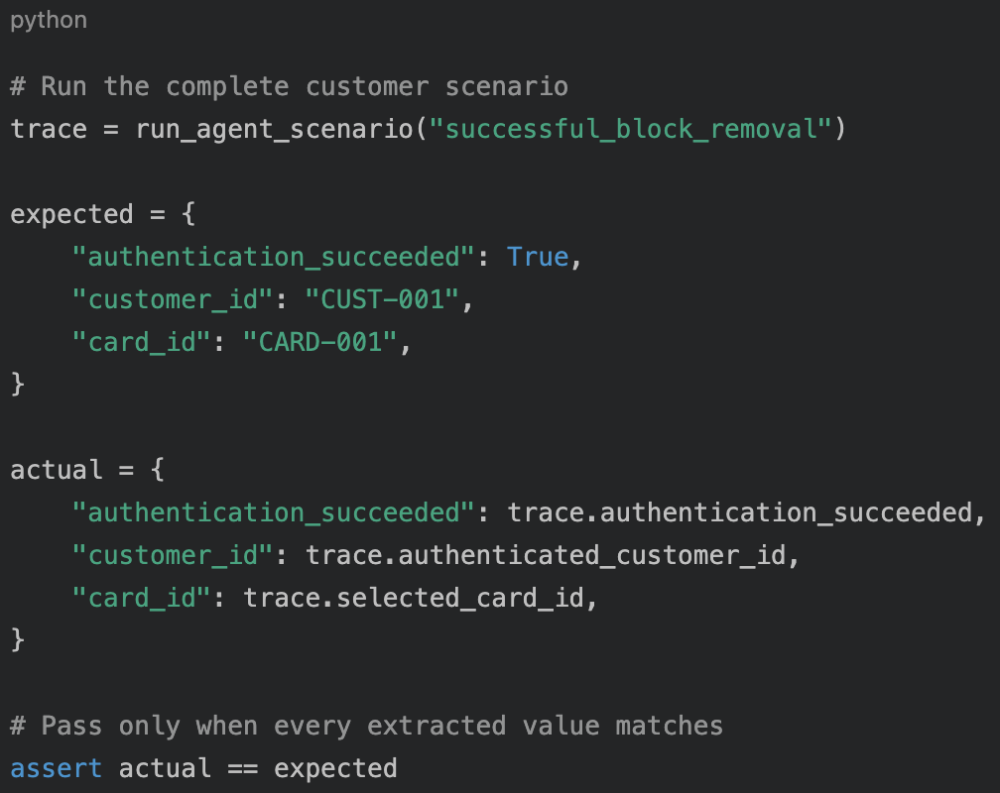 python
# Run the complete customer scenario
trace = run_agent_scenario("successful_block_removal")
expected = {
    "authentication_succeeded": True,
    "customer_id": "CUST-001",
    "card_id": "CARD-001",
}
actual = {
    "authentication_succeeded": trace.authentication_succeeded,
    "customer_id": trace.authenticated_customer_id,
    "card_id": trace.selected_card_id,
}
# Pass only when every extracted value matches
assert actual == expected